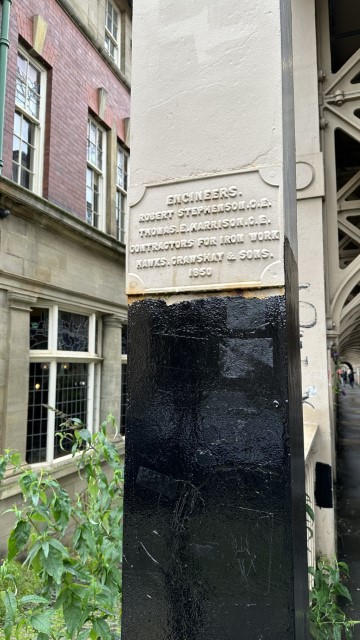 ENGINEERS.
ROBERT STEPHENSON, C.E.
THOMAS. E. HARRISON, C.E.
CONTRACTORS FOR IRON WORK
HAWKS, CRAWSHAY & SONS.
1850